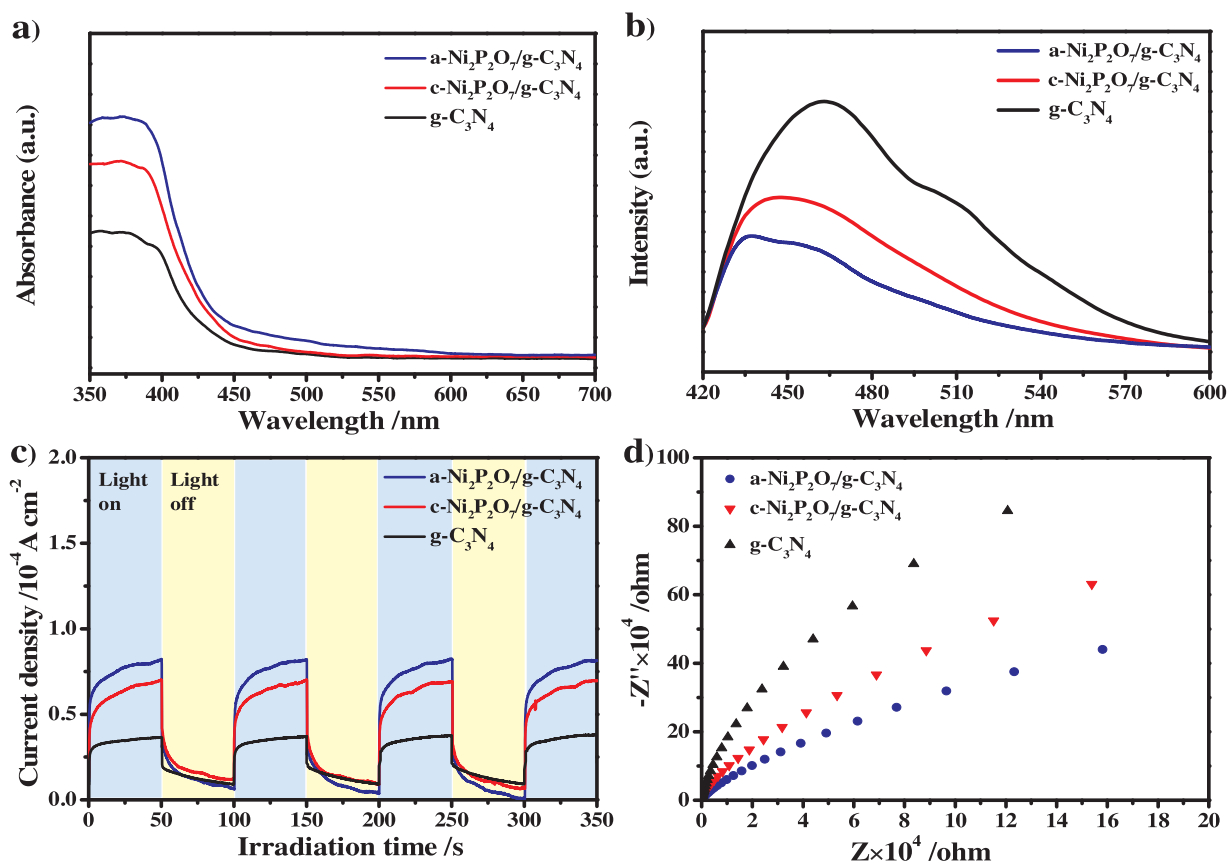 a)
a-Ni₂P₂O₇/g-C₃N₄
c-Ni₂P₂O₇/g-C₃N₄
g-C₃N₄
Absorbance (a.u.)
350 400 450 500 550 600 650 700
Wavelength /nm
b)
a-Ni₂P₂O₇/g-C₃N₄
c-Ni₂P₂O₇/g-C₃N₄
g-C₃N₄
Intensity (a.u.)
420 450 480 510 540 570 600
Wavelength /nm
c)
Light on
Light off
a-Ni₂P₂O₇/g-C₃N₄
c-Ni₂P₂O₇/g-C₃N₄
g-C₃N₄
Current density /10⁻⁴ A cm⁻²
2.0
1.5
1.0
0.5
0.0
0 50 100 150 200 250 300 350
Irradiation time /s
d)
a-Ni₂P₂O₇/g-C₃N₄
c-Ni₂P₂O₇/g-C₃N₄
g-C₃N₄
-Z''×10⁴ /ohm
100
80
60
40
20
0
0 2 4 6 8 10 12 14 16 18 20
Z×10⁴ /ohm